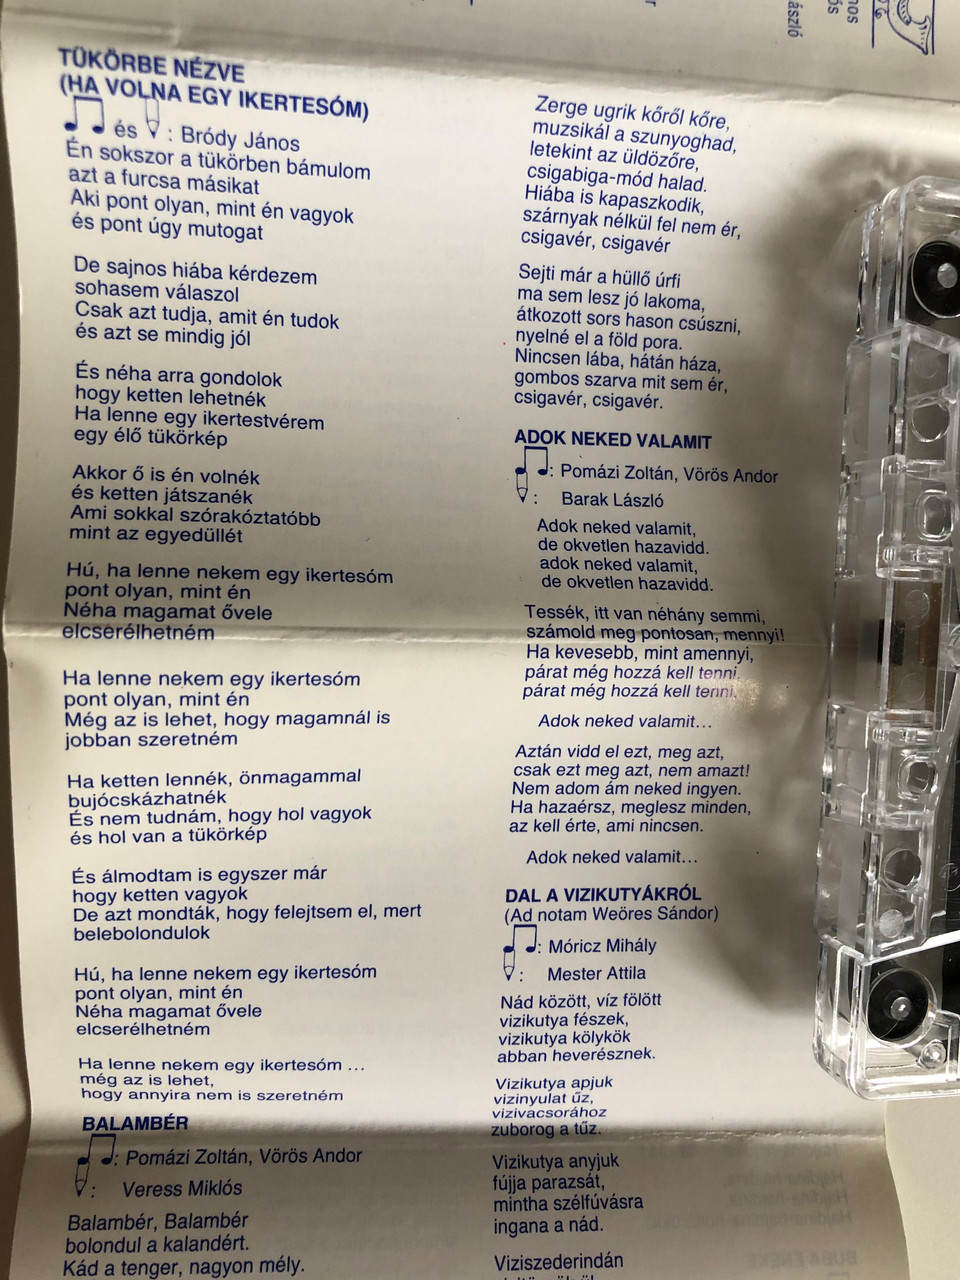 TÜKÖRBE NÉZVE
(HA VOLNA EGY IKERTESÓM)
és : Bródy János
Én sokszor a tükörben bámulom
azt a furcsa másikat
Aki pont olyan, mint én vagyok
és pont úgy mutogat
De sajnos hiába kérdezem
sohasem válaszol
Csak azt tudja, amit én tudok
és azt se mindig jól
És néha arra gondolok
hogy ketten lehetnék
Ha lenne egy ikertestvérem
egy élő tükörkép
Akkor ő is én volnék
és ketten játszanék
Ami sokkal szórakóztatóbb
mint az egyedüllét
Hú, ha lenne nekem egy ikertesóm
pont olyan, mint én
Néha magamat ővele
elcserélhetném
Ha lenne nekem egy ikertesóm
pont olyan, mint én
Még az is lehet, hogy magamnál is
jobban szeretném
Ha ketten lennék, önmagammal
bujócskázhatnék
És nem tudnám, hogy hol vagyok
és hol van a tükörkép
És álmodtam is egyszer már
hogy ketten vagyok
De azt mondták, hogy felejtsem el, mert
belebolondulok
Hú, ha lenne nekem egy ikertesóm
pont olyan, mint én
Néha magamat ővele
elcserélhetném
Ha lenne nekem egy ikertesóm ...
még az is lehet,
hogy annyira nem is szeretném
BALAMBÉR
: Pomázi Zoltán, Vörös Andor
: Veress Miklós
Balambér, Balambér
bolondul a kalandért.
Kád a tenger, nagyon mély.
Zerge ugrik kőről kőre,
muzsikál a szunyoghad,
letekint az üldözőre,
csigabiga-mód halad.
Hiába is kapaszkodik,
szárnyak nélkül fel nem ér,
csigavér, csigavér
Sejti már a hüllő úrfi
ma sem lesz jó lakoma,
átkozott sors hason csúszni,
nyelné el a föld pora.
Nincsen lába, hátán háza,
gombos szarva mit sem ér,
csigavér, csigavér.
ADOK NEKED VALAMIT
: Pomázi Zoltán, Vörös Andor
: Barak László
Adok neked valamit,
de okvetlen hazavidd.
adok neked valamit,
de okvetlen hazavidd.
Tessék, itt van néhány semmi,
számold meg pontosan, mennyi!
Ha kevesebb, mint amennyi,
párat még hozzá kell tenni.
párat még hozzá kell tenni.
Adok neked valamit...
Aztán vidd el ezt, meg azt,
csak ezt meg azt, nem amazt!
Nem adom ám neked ingyen.
Ha hazaérsz, meglesz minden,
az kell érte, ami nincsen.
Adok neked valamit...
DAL A VIZIKUTYÁKRÓL
(Ad notam Weöres Sándor)
: Móricz Mihály
: Mester Attila
Nád között, víz fölött
vizikutya fészek,
vizikutya kölykök
abban heverésznek.
Vizikutya apjuk
vizinyulat űz,
vizivacsorához
zuborog a tűz.
Vizikutya anyjuk
fújja parazsát,
mintha szélfúvásra
ingana a nád.
Viziszederindán
ászló